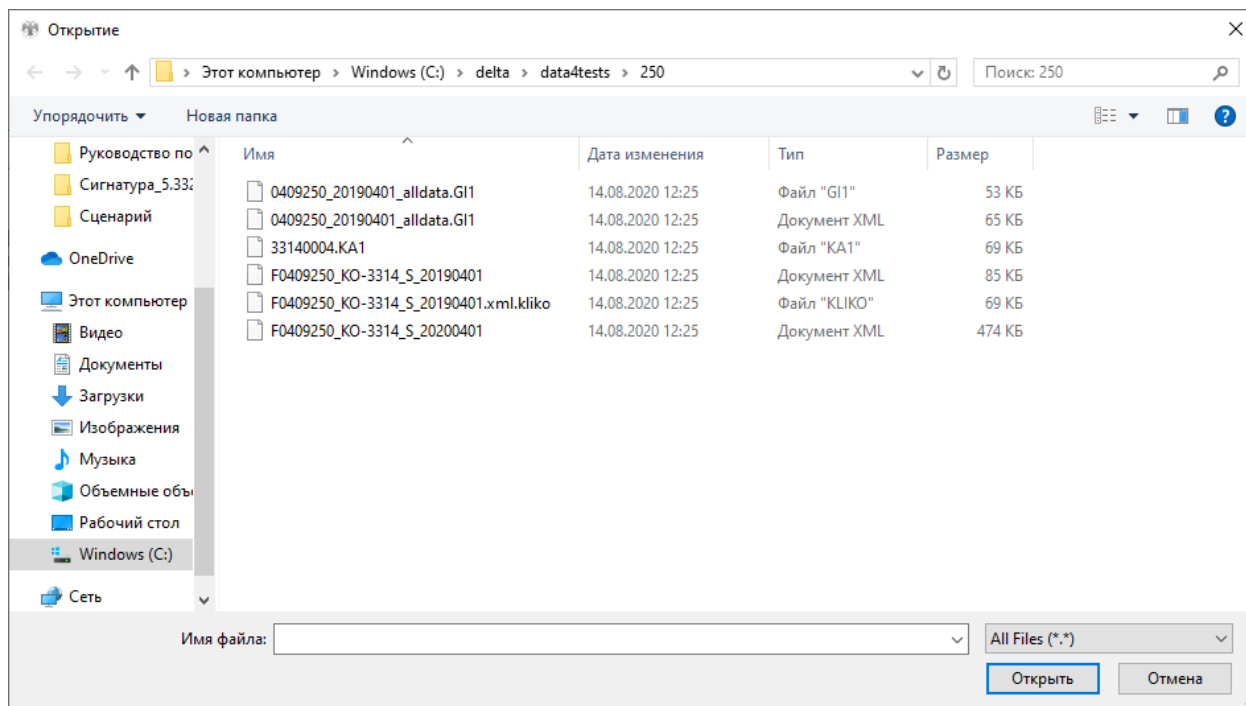 Открытие
Этот компьютер > Windows (C:) > delta > data4tests > 250
Поиск: 250
Упорядочить
Новая папка
Руководство по
Сигнатура_5.332
Сценарий
OneDrive
Этот компьютер
Видео
Документы
Загрузки
Изображения
Музыка
Объемные объ
Рабочий стол
Windows (C:)
Сеть
Имя Дата изменения Тип Размер
0409250_20190401_alldata.GI1 14.08.2020 12:25 Файл "GI1" 53 КБ
0409250_20190401_alldata.GI1 14.08.2020 12:25 Документ XML 65 КБ
33140004.KA1 14.08.2020 12:25 Файл "KA1" 69 КБ
F0409250_KO-3314_S_20190401 14.08.2020 12:25 Документ XML 85 КБ
F0409250_KO-3314_S_20190401.xml.kliko 14.08.2020 12:25 Файл "KLIKO" 69 КБ
F0409250_KO-3314_S_20200401 14.08.2020 12:25 Документ XML 474 КБ
Имя файла:
All Files (*.*)
Открыть
Отмена